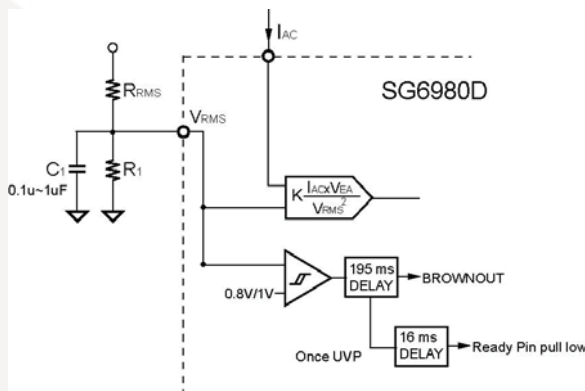 IAC
SG6980D
RRMS
VRMS
C1
0.1u~1uF
R1
K IACxVEA
VRMS2
0.8V/1V
195 ms
DELAY
BROWNOUT
Once UVP
16 ms
DELAY
Ready Pin pull low